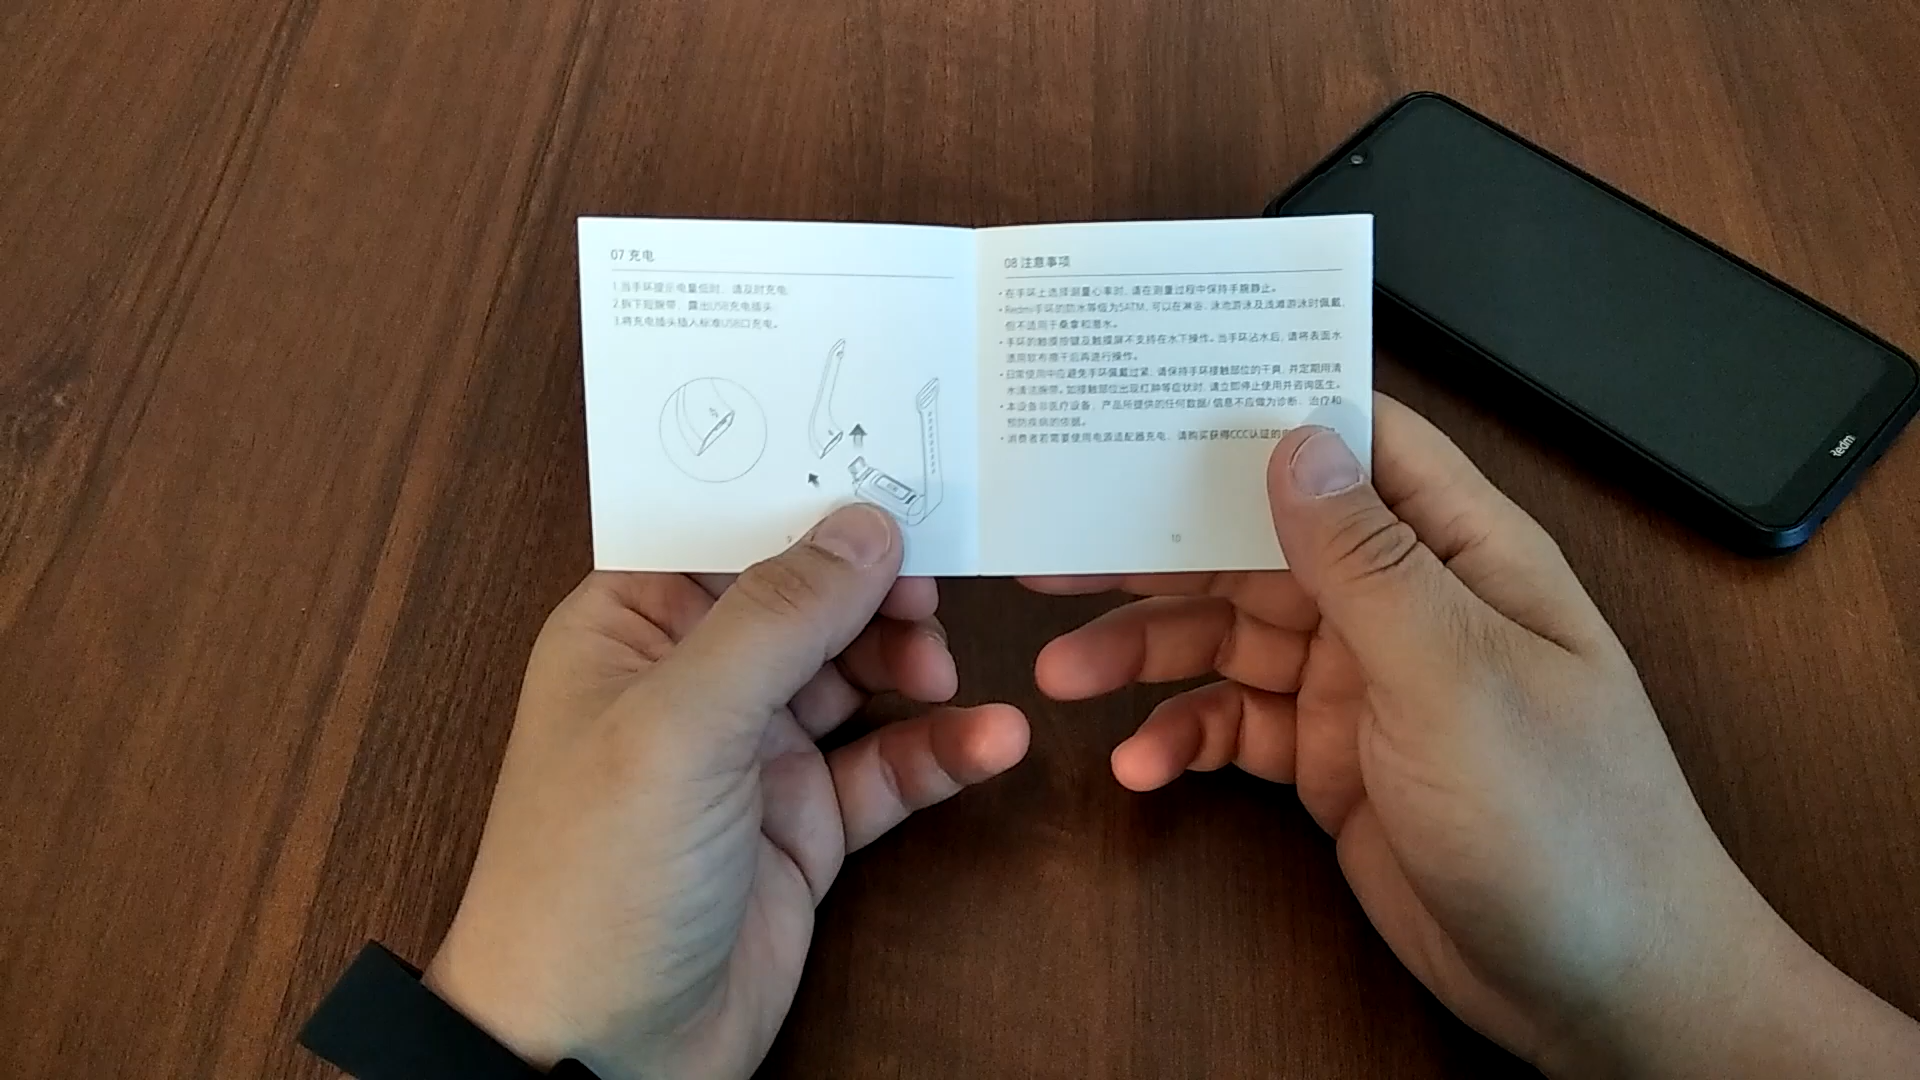 07 充电
1.当手环提示电量低时，请及时充电。
2.拆下短腕带，露出USB充电插头。
3.将充电插头插入标准USB口充电。
9
08 注意事项
• 在手环上选择测量心率时，请在测量过程中保持手腕静止。
• Redmi手环的防水等级为5ATM，可以在淋浴、泳池游泳及浅滩游泳时佩戴，
但不适用于桑拿和潜水。
• 手环的触摸按键及触摸屏不支持在水下操作。当手环沾水后，请将表面水
渍用软布擦干后再进行操作。
• 日常使用中应避免手环佩戴过紧，请保持手环接触部位的干爽，并定期用清
水清洁腕带。如接触部位出现红肿等症状时，请立即停止使用并咨询医生。
• 本设备非医疗设备，产品所提供的任何数据/信息不应做为诊断、治疗和
预防疾病的依据。
• 消费者若需要使用电源适配器充电，请购买获得CCC认证的
10
Redmi